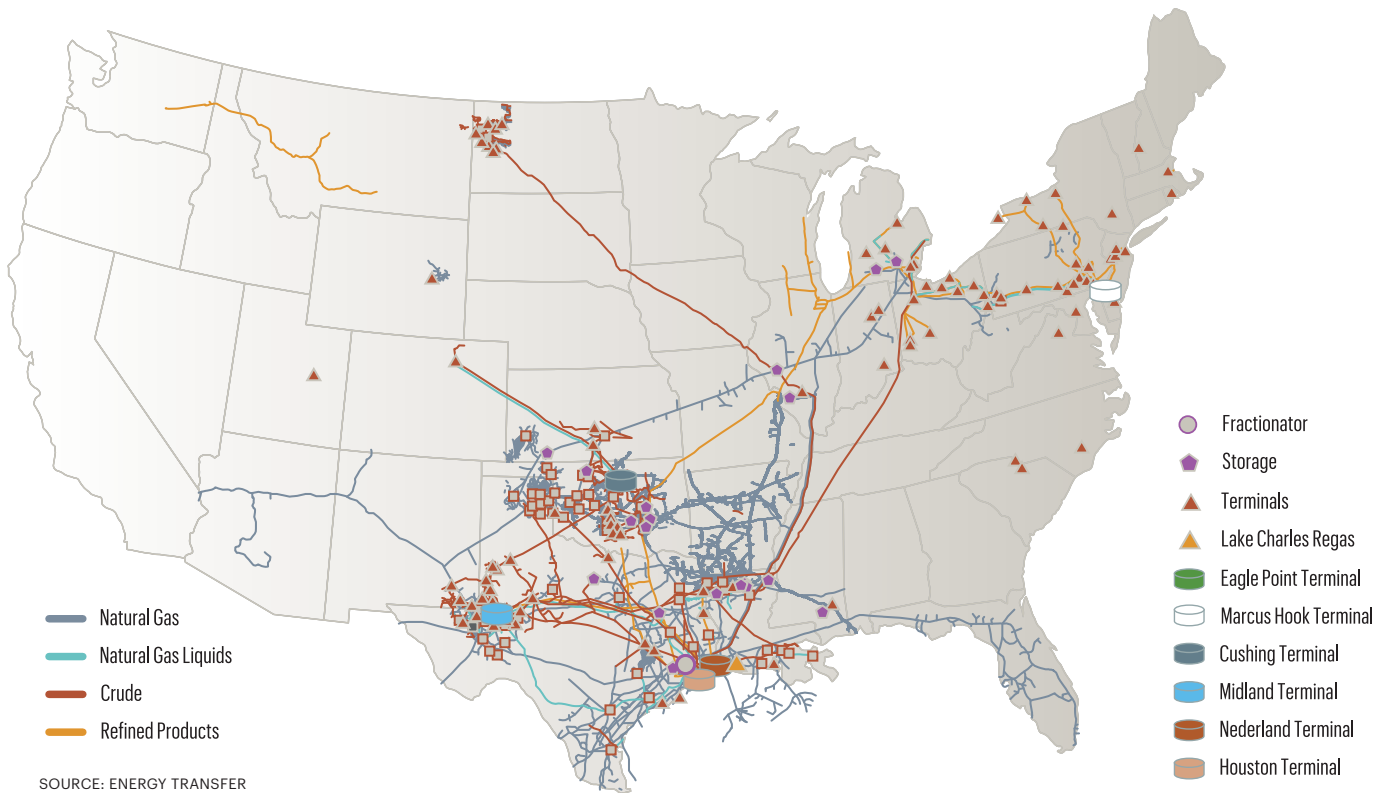 Fractionator
Storage
Terminals
Lake Charles Regas
Eagle Point Terminal
Marcus Hook Terminal
Cushing Terminal
Midland Terminal
Nederland Terminal
Houston Terminal
Natural Gas
Natural Gas Liquids
Crude
Refined Products
SOURCE: ENERGY TRANSFER